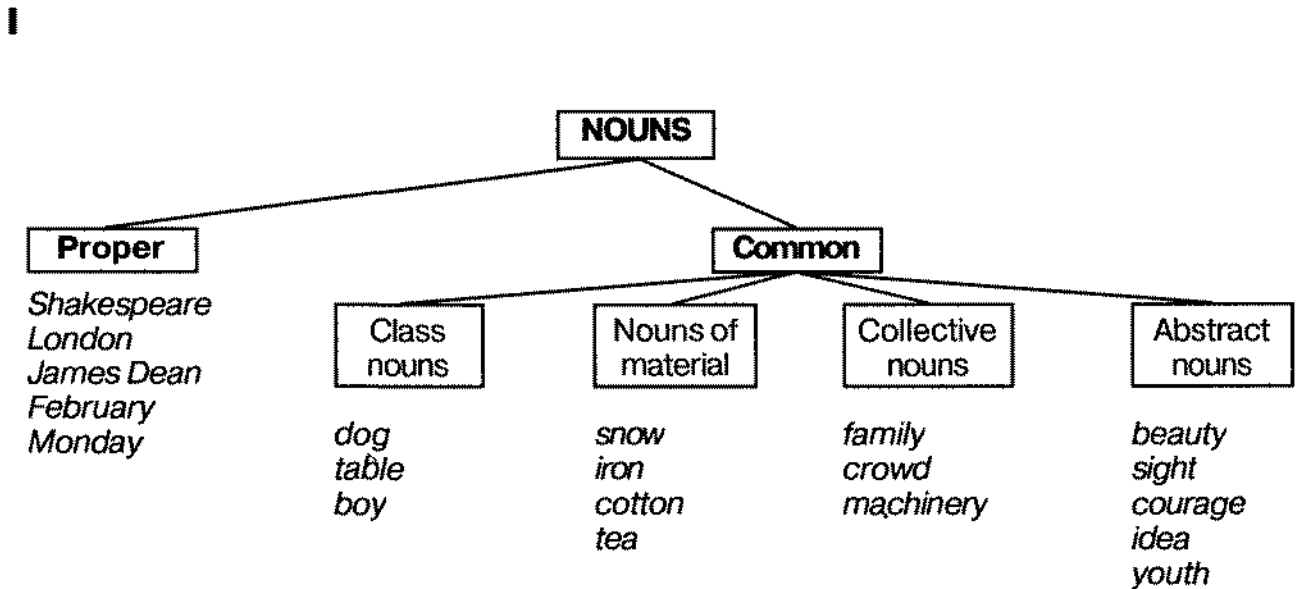 I
NOUNS
Proper
Common
Shakespeare
London
James Dean
February
Monday
Class
nouns
dog
table
boy
Nouns of
material
snow
iron
cotton
tea
Collective
nouns
family
crowd
machinery
Abstract
nouns
beauty
sight
courage
idea
youth